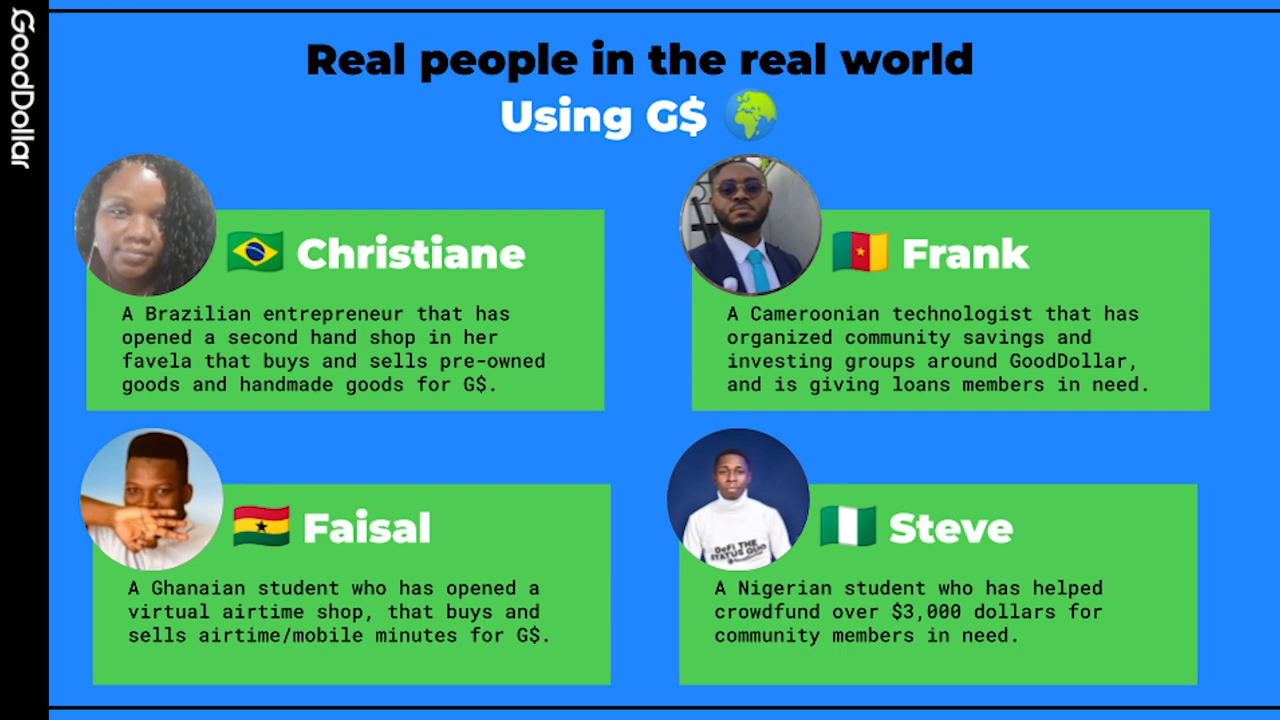 GoodDollar
Real people in the real world
Using G$
Christiane
A Brazilian entrepreneur that has
opened a second hand shop in her
favela that buys and sells pre-owned
goods and handmade goods for G$.
Frank
A Cameroonian technologist that has
organized community savings and
investing groups around GoodDollar,
and is giving loans members in need.
Faisal
A Ghanaian student who has opened a
virtual airtime shop, that buys and
sells airtime/mobile minutes for G$.
Steve
A Nigerian student who has helped
crowdfund over $3,000 dollars for
community members in need.
DeFi THE
STATUS QUO